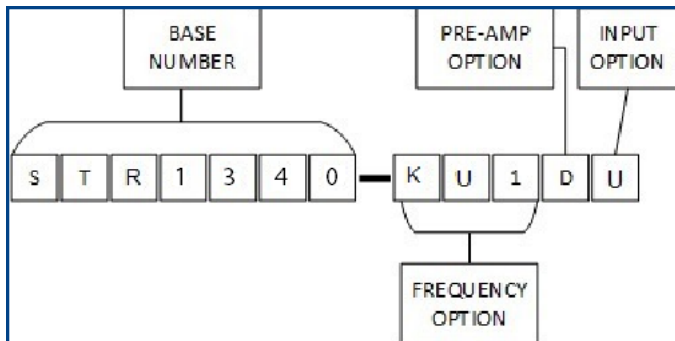 BASE
NUMBER
PRE-AMP
OPTION
INPUT
OPTION
S T R 1 3 4 0 — K U 1 D U
FREQUENCY
OPTION